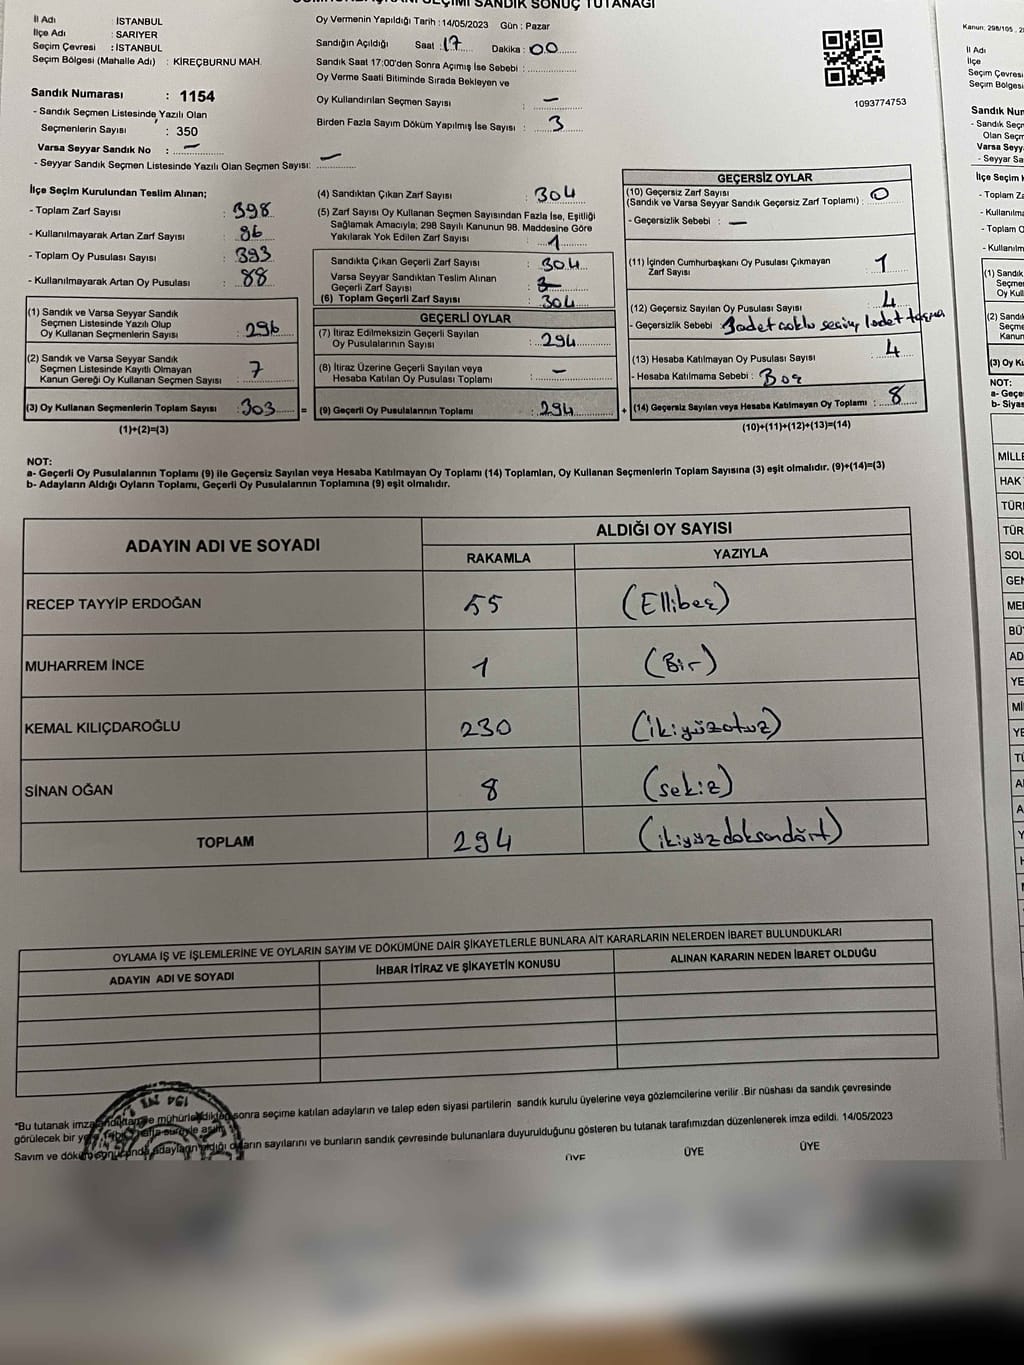 SANDIK SONUÇ TUTANAĞI
İl Adı : İSTANBUL
İlçe Adı : SARIYER
Seçim Çevresi : İSTANBUL
Seçim Bölgesi (Mahalle Adı) : KİREÇBURNU MAH.
Sandık Numarası : 1154
- Sandık Seçmen Listesinde Yazılı Olan
Seçmenlerin Sayısı : 350
Varsa Seyyar Sandık No : —
- Seyyar Sandık Seçmen Listesinde Yazılı Olan Seçmen Sayısı: —
Oy Vermenin Yapıldığı Tarih : 14/05/2023 Gün : Pazar
Sandığın Açıldığı Saat : 17 Dakika : 00
Sandık Saat 17:00'den Sonra Açımış İse Sebebi :
Oy Verme Saati Bitiminde Sırada Bekleyen ve
Oy Kullandırılan Seçmen Sayısı : —
Birden Fazla Sayım Döküm Yapılmış İse Sayısı : 3
1093774753
İlçe Seçim Kurulundan Teslim Alınan;
- Toplam Zarf Sayısı : 398
- Kullanılmayarak Artan Zarf Sayısı : 86
- Toplam Oy Pusulası Sayısı : 393
- Kullanılmayarak Artan Oy Pusulası : 88
(1) Sandık ve Varsa Seyyar Sandık
Seçmen Listesinde Yazılı Olup
Oy Kullanan Seçmenlerin Sayısı : 296
(2) Sandık ve Varsa Seyyar Sandık
Seçmen Listesinde Kayıtlı Olmayan
Kanun Gereği Oy Kullanan Seçmen Sayısı : 7
(3) Oy Kullanan Seçmenlerin Toplam Sayısı : 303 =
(1)+(2)=(3)
(4) Sandıktan Çıkan Zarf Sayısı : 304
(5) Zarf Sayısı Oy Kullanan Seçmen Sayısından Fazla İse, Eşitliği
Sağlamak Amacıyla; 298 Sayılı Kanunun 98. Maddesine Göre
Yakılarak Yok Edilen Zarf Sayısı : 1
Sandıkta Çıkan Geçerli Zarf Sayısı : 304
Varsa Seyyar Sandıktan Teslim Alınan
Geçerli Zarf Sayısı :
(6) Toplam Geçerli Zarf Sayısı : 304
GEÇERLİ OYLAR
(7) İtiraz Edilmeksizin Geçerli Sayılan
Oy Pusulalarının Sayısı : 294
(8) İtiraz Üzerine Geçerli Sayılan veya
Hesaba Katılan Oy Pusulası Toplamı : —
(9) Geçerli Oy Pusulalarının Toplamı : 294 +
GEÇERSİZ OYLAR
(10) Geçersiz Zarf Sayısı
(Sandık ve Varsa Seyyar Sandık Geçersiz Zarf Toplamı) : 0
- Geçersizlik Sebebi : —
(11) İçinden Cumhurbaşkanı Oy Pusulası Çıkmayan
Zarf Sayısı : 1
(12) Geçersiz Sayılan Oy Pusulası Sayısı : 4
- Geçersizlik Sebebi : 3 adet çoklu seçim, 1 adet taşma
(13) Hesaba Katılmayan Oy Pusulası Sayısı : 4
- Hesaba Katılmama Sebebi : Boş
(14) Geçersiz Sayılan veya Hesaba Katılmayan Oy Toplamı : 8
(10)+(11)+(12)+(13)=(14)
NOT:
a- Geçerli Oy Pusulalarının Toplamı (9) ile Geçersiz Sayılan veya Hesaba Katılmayan Oy Toplamı (14) Toplamları, Oy Kullanan Seçmenlerin Toplam Sayısına (3) eşit olmalıdır. (9)+(14)=(3)
b- Adayların Aldığı Oyların Toplamı, Geçerli Oy Pusulalarının Toplamına (9) eşit olmalıdır.
ADAYIN ADI VE SOYADI
ALDIĞI OY SAYISI
RAKAMLA YAZIYLA
RECEP TAYYİP ERDOĞAN 55 (Ellibeş)
MUHARREM İNCE 1 (Bir)
KEMAL KILIÇDAROĞLU 230 (ikiyüzotuz)
SİNAN OĞAN 8 (sekiz)
TOPLAM 294 (ikiyüzdoksandört)
OYLAMA İŞ VE İŞLEMLERİNE VE OYLARIN SAYIM VE DÖKÜMÜNE DAİR ŞİKAYETLERLE BUNLARA AİT KARARLARIN NELERDEN İBARET BULUNDUKLARI
ADAYIN ADI VE SOYADI İHBAR İTİRAZ VE ŞİKAYETİN KONUSU ALINAN KARARIN NEDEN İBARET OLDUĞU
*Bu tutanak sonra seçime katılan adayların ve talep eden siyasi partilerin sandık kurulu üyelerine veya gözlemcilerine verilir. Bir nüshası da sandık çevresinde
görülecek bir sayılarını ve bunların sandık çevresinde bulunanlara duyurulduğunu gösteren bu tutanak tarafımızdan düzenlenerek imza edildi. 14/05/2023
Sayım ve
ÜYE ÜYE ÜYE
Kanun: 298/105
İl Adı
İlçe
Seçim Çevresi
Seçim Bölgesi
NOT: